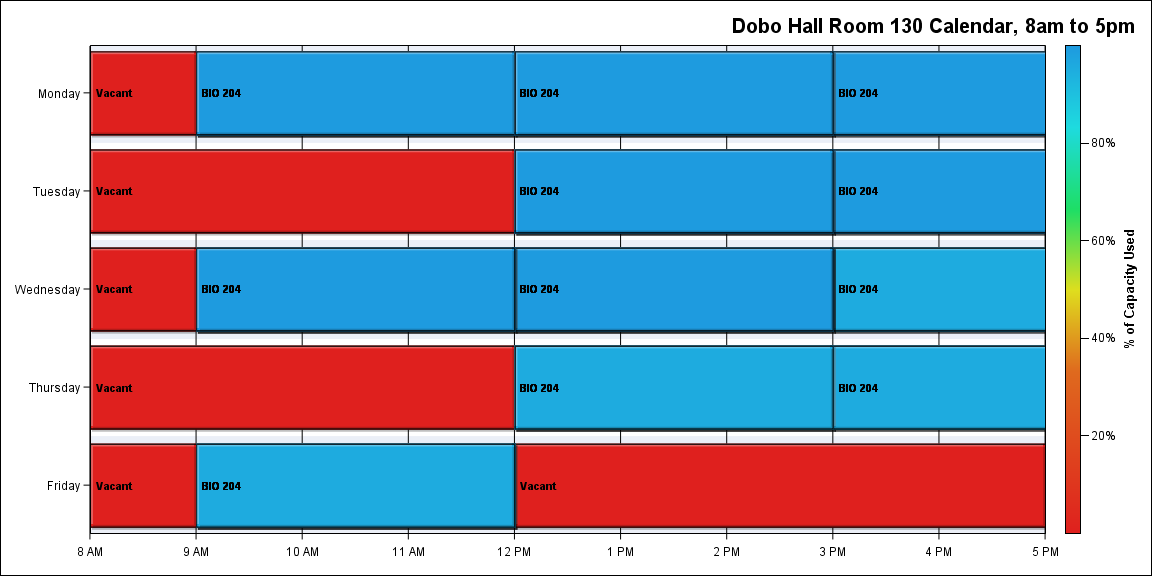 Dobo Hall Room 130 Calendar, 8am to 5pm
Monday
Vacant
BIO 204
BIO 204
BIO 204
Tuesday
Vacant
BIO 204
BIO 204
Wednesday
Vacant
BIO 204
BIO 204
BIO 204
Thursday
Vacant
BIO 204
BIO 204
Friday
Vacant
BIO 204
Vacant
8 AM
9 AM
10 AM
11 AM
12 PM
1 PM
2 PM
3 PM
4 PM
5 PM
80%
60%
40%
20%
% of Capacity Used